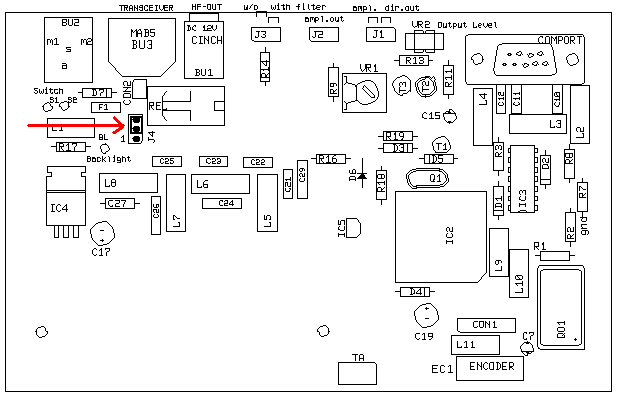 TRANSCEIVER HF-OUT w/o with filter
ampl.out ampl. dir.out
BU2 MAB5 DC 12V J3 J2 J1 VR2 Output Level
m1 m2 BU3 CINCH COMPORT
s
a BU1 R14 R13
VR1 R9 T3 T2 R11
Switch D7 CON2 L4 C12 C11 C10
S1 S2 F1 RE C15 L3 L2
L1 J4
BL 1 R19
R17 D3 T1 R3 R8
Backlight C25 C23 C22 R16 ID5 D2
L8 L6 C21 C29 D6 R18 Q1 R7
IC4 C27 C26 C24 D1 IC3
L7 L5 IC5 IC2 R2 gnd
C17 L9 R1
L10
D4
C19 CON1 QD1
C7
L11
TA EC1 ENCODER